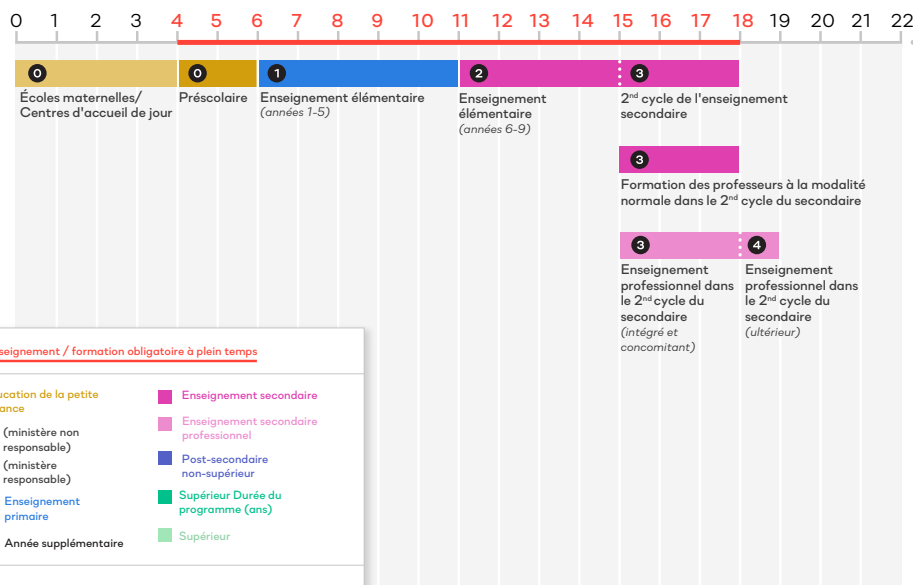 0 1 2 3 4 5 6 7 8 9 10 11 12 13 14 15 16 17 18 19 20 21 22
0 0 1 2 3
Écoles maternelles/
Centres d'accueil de jour
Préscolaire
Enseignement élémentaire
(années 1-5)
Enseignement
élémentaire
(années 6-9)
2nd cycle de l'enseignement
secondaire
3
Formation des professeurs à la modalité
normale dans le 2nd cycle du secondaire
3 4
Enseignement
professionnel dans
le 2nd cycle du
secondaire
(intégré et
concomitant)
Enseignement
professionnel dans
le 2nd cycle du
secondaire
(ultérieur)
seignement / formation obligatoire à plein temps
ucation de la petite
ance
(ministère non
responsable)
(ministère
responsable)
Enseignement
primaire
Année supplémentaire
Enseignement secondaire
Enseignement secondaire
professionnel
Post-secondaire
non-supérieur
Supérieur Durée du
programme (ans)
Supérieur